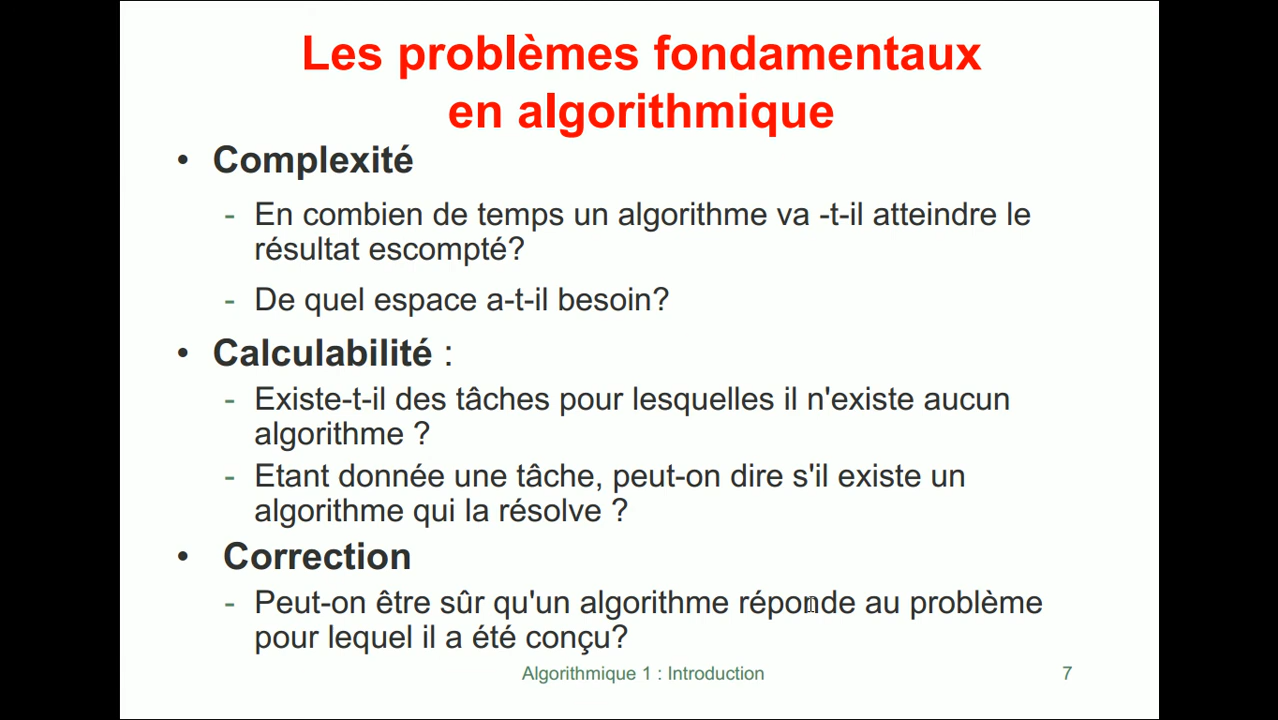 Les problèmes fondamentaux
en algorithmique
• Complexité
- En combien de temps un algorithme va -t-il atteindre le
résultat escompté?
- De quel espace a-t-il besoin?
• Calculabilité :
- Existe-t-il des tâches pour lesquelles il n'existe aucun
algorithme ?
- Etant donnée une tâche, peut-on dire s'il existe un
algorithme qui la résolve ?
• Correction
- Peut-on être sûr qu'un algorithme réponde au problème
pour lequel il a été conçu?
Algorithmique 1 : Introduction 7